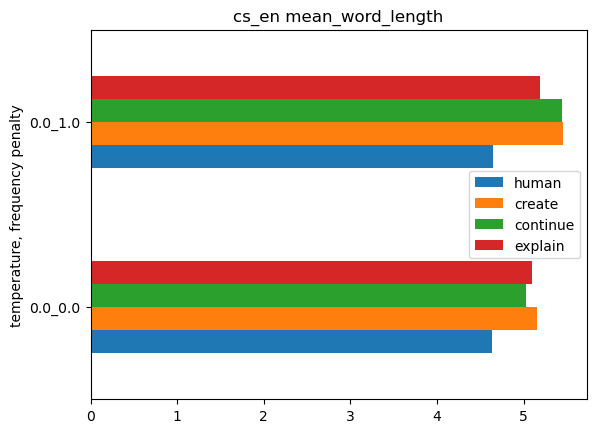 cs_en mean_word_length
temperature, frequency penalty
0.0_1.0
0.0_0.0
human
create
continue
explain
0 1 2 3 4 5